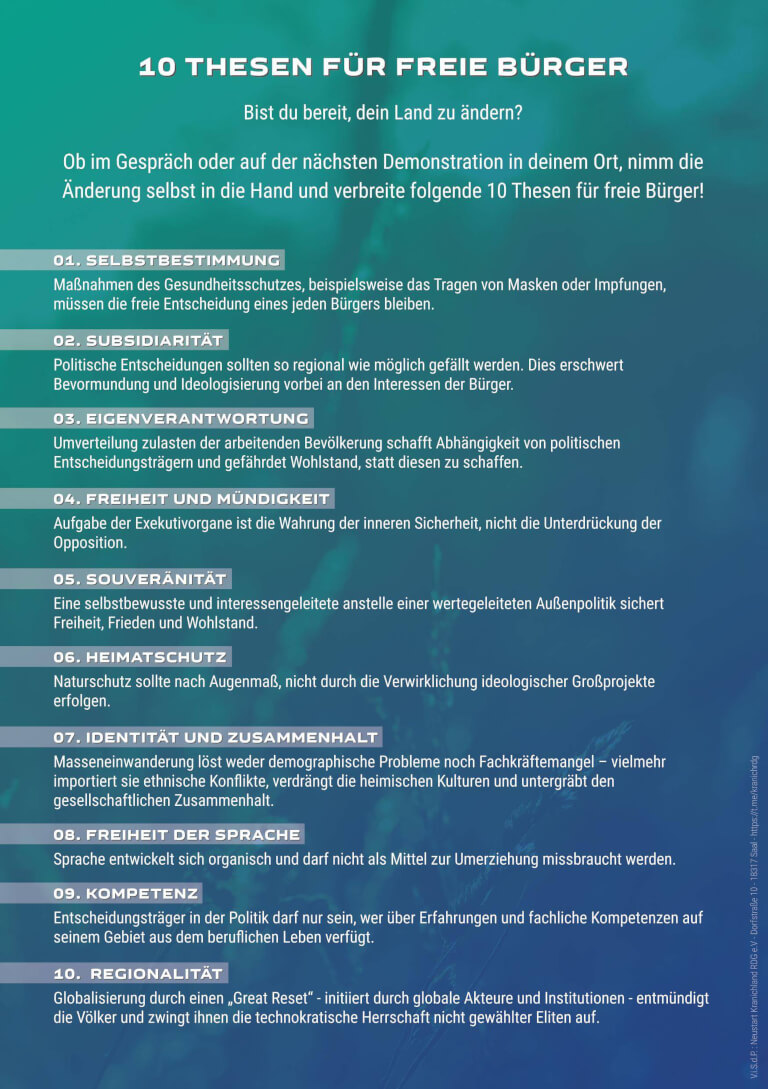 10 THESEN FÜR FREIE BÜRGER
Bist du bereit, dein Land zu ändern?
Ob im Gespräch oder auf der nächsten Demonstration in deinem Ort, nimm die
Änderung selbst in die Hand und verbreite folgende 10 Thesen für freie Bürger!
01. SELBSTBESTIMMUNG
Maßnahmen des Gesundheitsschutzes, beispielsweise das Tragen von Masken oder Impfungen,
müssen die freie Entscheidung eines jeden Bürgers bleiben.
02. SUBSIDIARITÄT
Politische Entscheidungen sollten so regional wie möglich gefällt werden. Dies erschwert
Bevormundung und Ideologisierung vorbei an den Interessen der Bürger.
03. EIGENVERANTWORTUNG
Umverteilung zulasten der arbeitenden Bevölkerung schafft Abhängigkeit von politischen
Entscheidungsträgern und gefährdet Wohlstand, statt diesen zu schaffen.
04. FREIHEIT UND MÜNDIGKEIT
Aufgabe der Exekutivorgane ist die Wahrung der inneren Sicherheit, nicht die Unterdrückung der
Opposition.
05. SOUVERÄNITÄT
Eine selbstbewusste und interessengeleitete anstelle einer wertegeleiteten Außenpolitik sichert
Freiheit, Frieden und Wohlstand.
06. HEIMATSCHUTZ
Naturschutz sollte nach Augenmaß, nicht durch die Verwirklichung ideologischer Großprojekte
erfolgen.
07. IDENTITÄT UND ZUSAMMENHALT
Masseneinwanderung löst weder demographische Probleme noch Fachkräftemangel – vielmehr
importiert sie ethnische Konflikte, verdrängt die heimischen Kulturen und untergräbt den
gesellschaftlichen Zusammenhalt.
08. FREIHEIT DER SPRACHE
Sprache entwickelt sich organisch und darf nicht als Mittel zur Umerziehung missbraucht werden.
09. KOMPETENZ
Entscheidungsträger in der Politik darf nur sein, wer über Erfahrungen und fachliche Kompetenzen auf
seinem Gebiet aus dem beruflichen Leben verfügt.
10. REGIONALITÄT
Globalisierung durch einen „Great Reset“ - initiiert durch globale Akteure und Institutionen - entmündigt
die Völker und zwingt ihnen die technokratische Herrschaft nicht gewählter Eliten auf.
V.i.S.d.P.: Neustart Kranichland RDG e.V - Dorfstraße 10 - 18317 Saal - https://t.me/kranichrdg